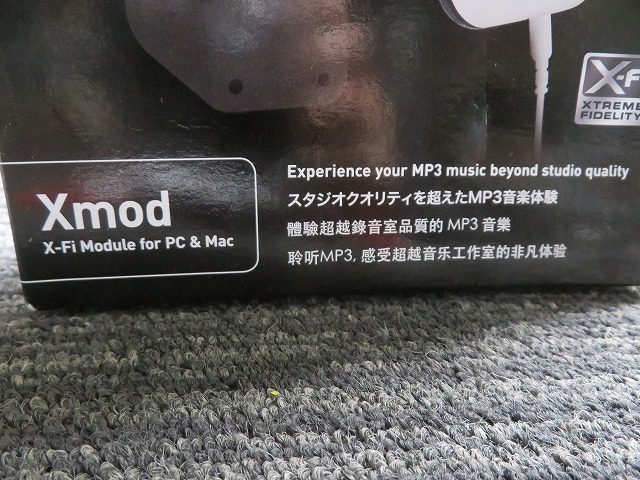 X-Fi
XTREME
FIDELITY
Xmod
X-Fi Module for PC & Mac
Experience your MP3 music beyond studio quality
スタジオクオリティを超えたMP3音楽体験
體驗超越錄音室品質的 MP3 音樂
聆听MP3, 感受超越音乐工作室的非凡体验